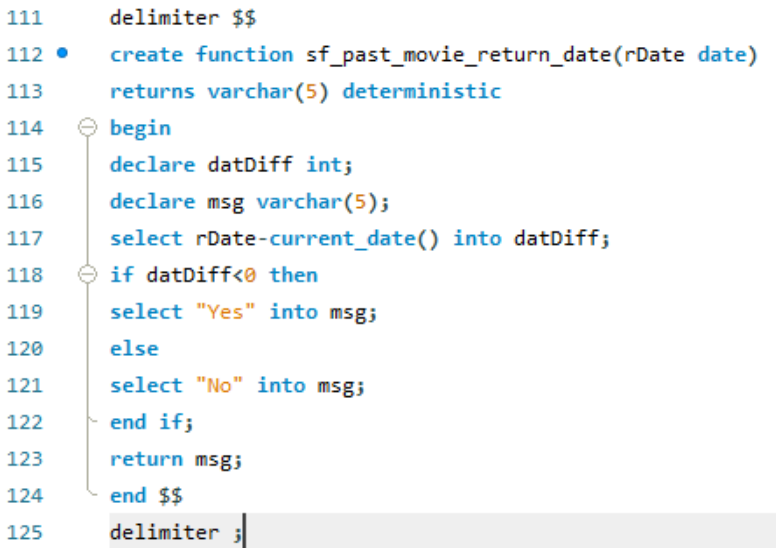 111 delimiter $$
112 create function sf_past_movie_return_date(rDate date)
113 returns varchar(5) deterministic
114 begin
115 declare datDiff int;
116 declare msg varchar(5);
117 select rDate-current_date() into datDiff;
118 if datDiff<0 then
119 select "Yes" into msg;
120 else
121 select "No" into msg;
122 end if;
123 return msg;
124 end $$
125 delimiter ;